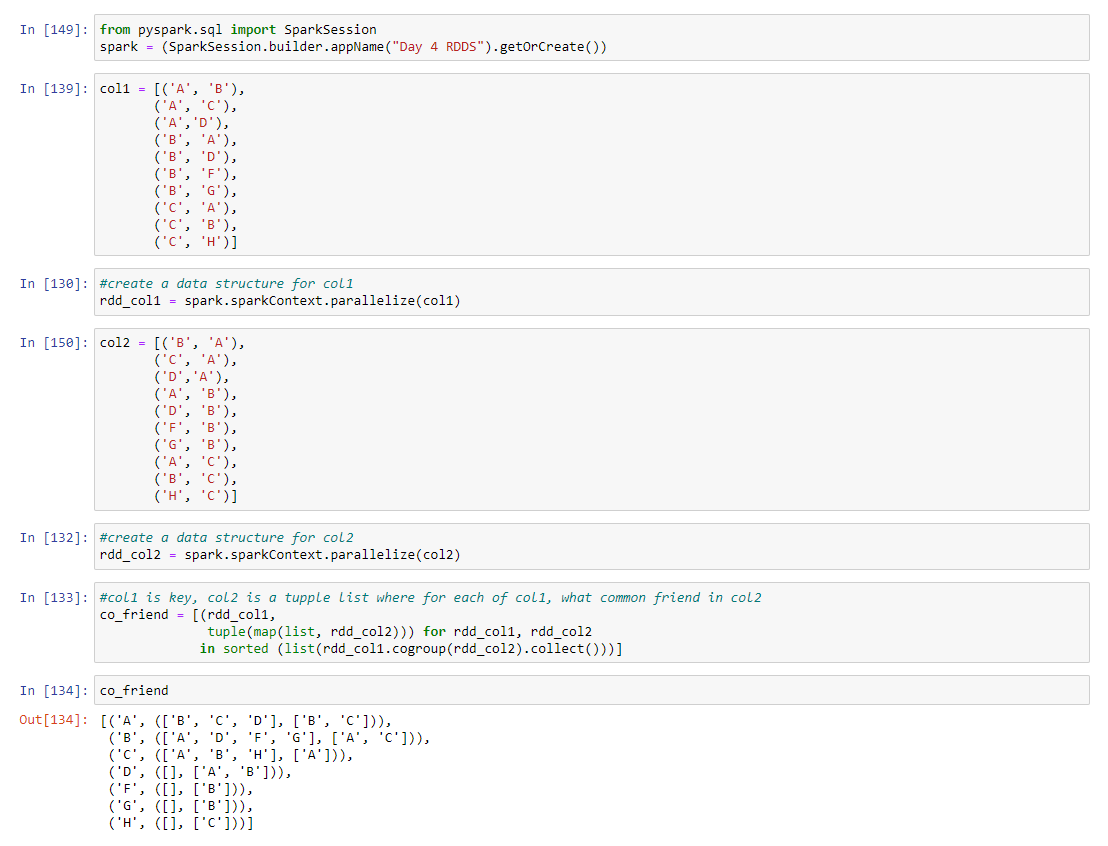 In [149]: from pyspark.sql import SparkSession
spark = (SparkSession.builder.appName("Day 4 RDDS").getOrCreate())
In [139]: col1 = [('A', 'B'),
('A', 'C'),
('A','D'),
('B', 'A'),
('B', 'D'),
('B', 'F'),
('B', 'G'),
('C', 'A'),
('C', 'B'),
('C', 'H')]
In [130]: #create a data structure for col1
rdd_col1 = spark.sparkContext.parallelize(col1)
In [150]: col2 = [('B', 'A'),
('C', 'A'),
('D','A'),
('A', 'B'),
('D', 'B'),
('F', 'B'),
('G', 'B'),
('A', 'C'),
('B', 'C'),
('H', 'C')]
In [132]: #create a data structure for col2
rdd_col2 = spark.sparkContext.parallelize(col2)
In [133]: #col1 is key, col2 is a tupple list where for each of col1, what common friend in col2
co_friend = [(rdd_col1,
tuple(map(list, rdd_col2))) for rdd_col1, rdd_col2
in sorted (list(rdd_col1.cogroup(rdd_col2).collect()))]
In [134]: co_friend
Out[134]: [('A', (['B', 'C', 'D'], ['B', 'C'])),
('B', (['A', 'D', 'F', 'G'], ['A', 'C'])),
('C', (['A', 'B', 'H'], ['A'])),
('D', ([], ['A', 'B'])),
('F', ([], ['B'])),
('G', ([], ['B'])),
('H', ([], ['C']))]